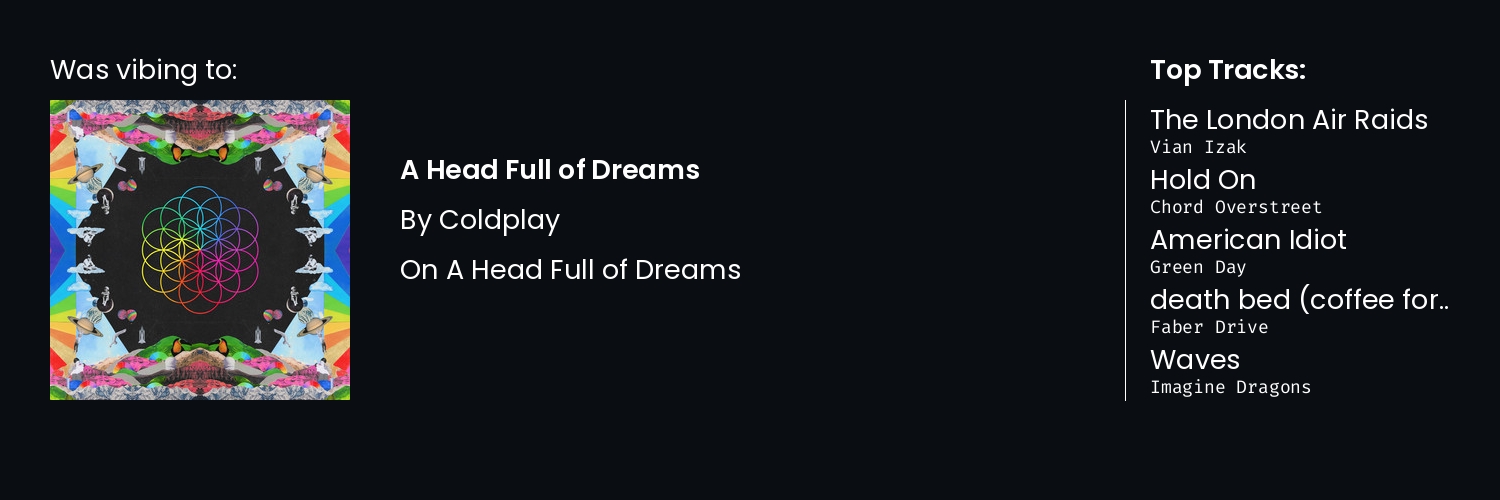 Was vibing to:
A Head Full of Dreams
By Coldplay
On A Head Full of Dreams
Top Tracks:
The London Air Raids
Vian Izak
Hold On
Chord Overstreet
American Idiot
Green Day
death bed (coffee for..
Faber Drive
Waves
Imagine Dragons